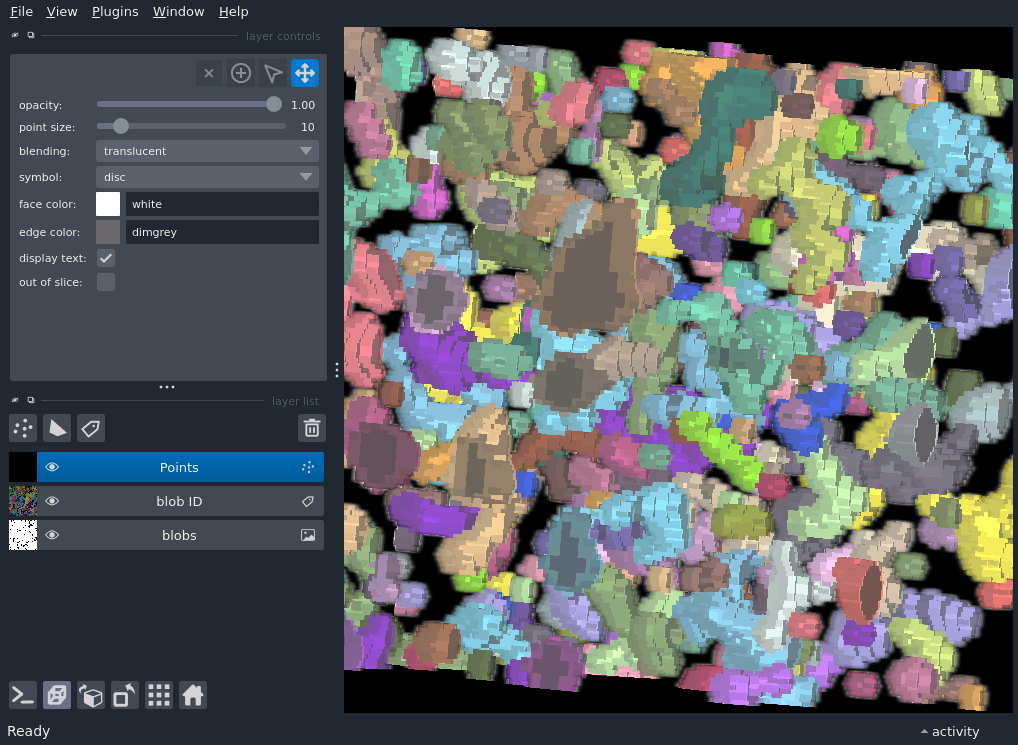 File View Plugins Window Help
layer controls
opacity: 1.00
point size: 10
blending: translucent
symbol: disc
face color: white
edge color: dimgrey
display text:
out of slice:
layer list
Points
blob ID
blobs
Ready
activity